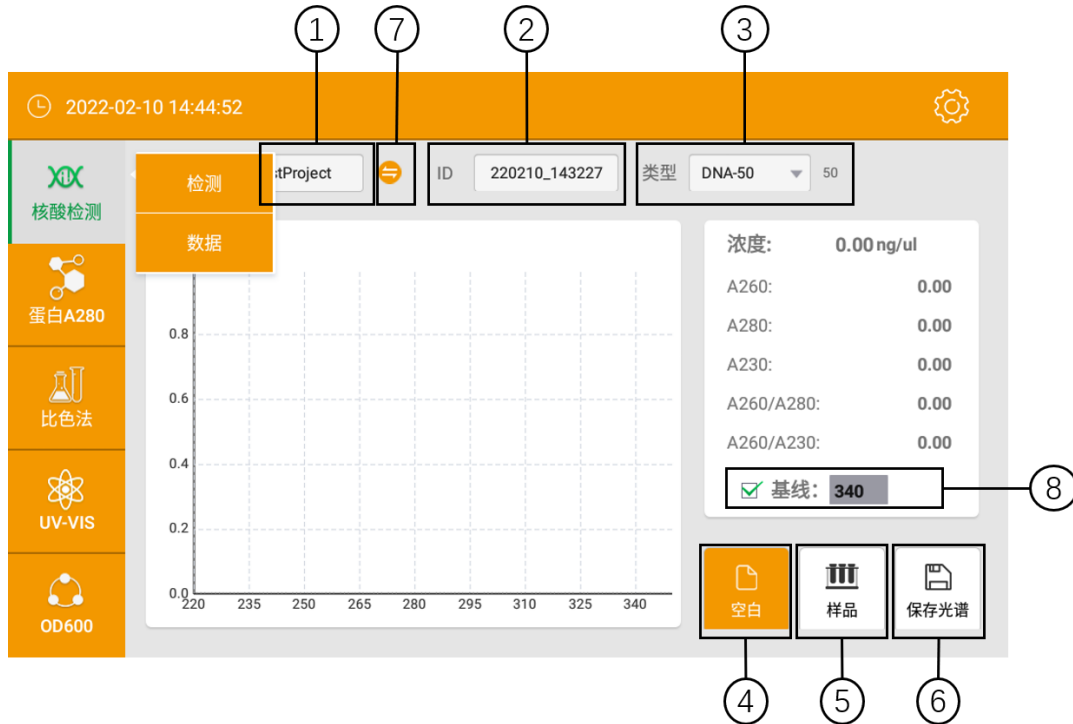 ① ⑦ ② ③
2022-02-10 14:44:52
核酸检测
检测
数据
stProject
ID 220210_143227
类型 DNA-50 50
蛋白A280
比色法
UV-VIS
OD600
0.8
0.6
0.4
0.2
0.0
220 235 250 265 280 295 310 325 340
浓度: 0.00 ng/ul
A260: 0.00
A280: 0.00
A230: 0.00
A260/A280: 0.00
A260/A230: 0.00
基线: 340
⑧
空白
样品
保存光谱
④ ⑤ ⑥